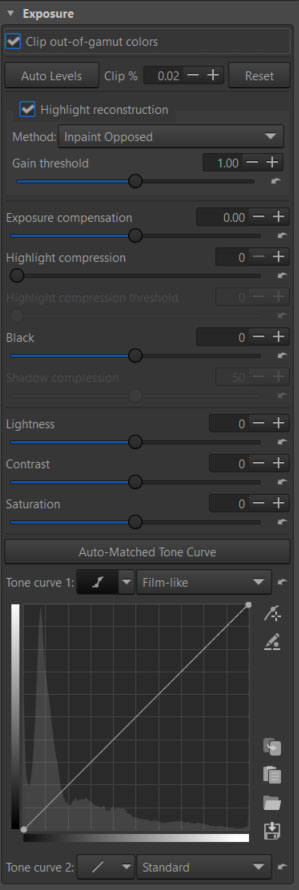 Exposure
Clip out-of-gamut colors
Auto Levels Clip % 0.02 Reset
Highlight reconstruction
Method: Inpaint Opposed
Gain threshold 1.00
Exposure compensation 0.00
Highlight compression 0
Highlight compression threshold 0
Black 0
Shadow compression 50
Lightness 0
Contrast 0
Saturation 0
Auto-Matched Tone Curve
Tone curve 1: Film-like
Tone curve 2: Standard